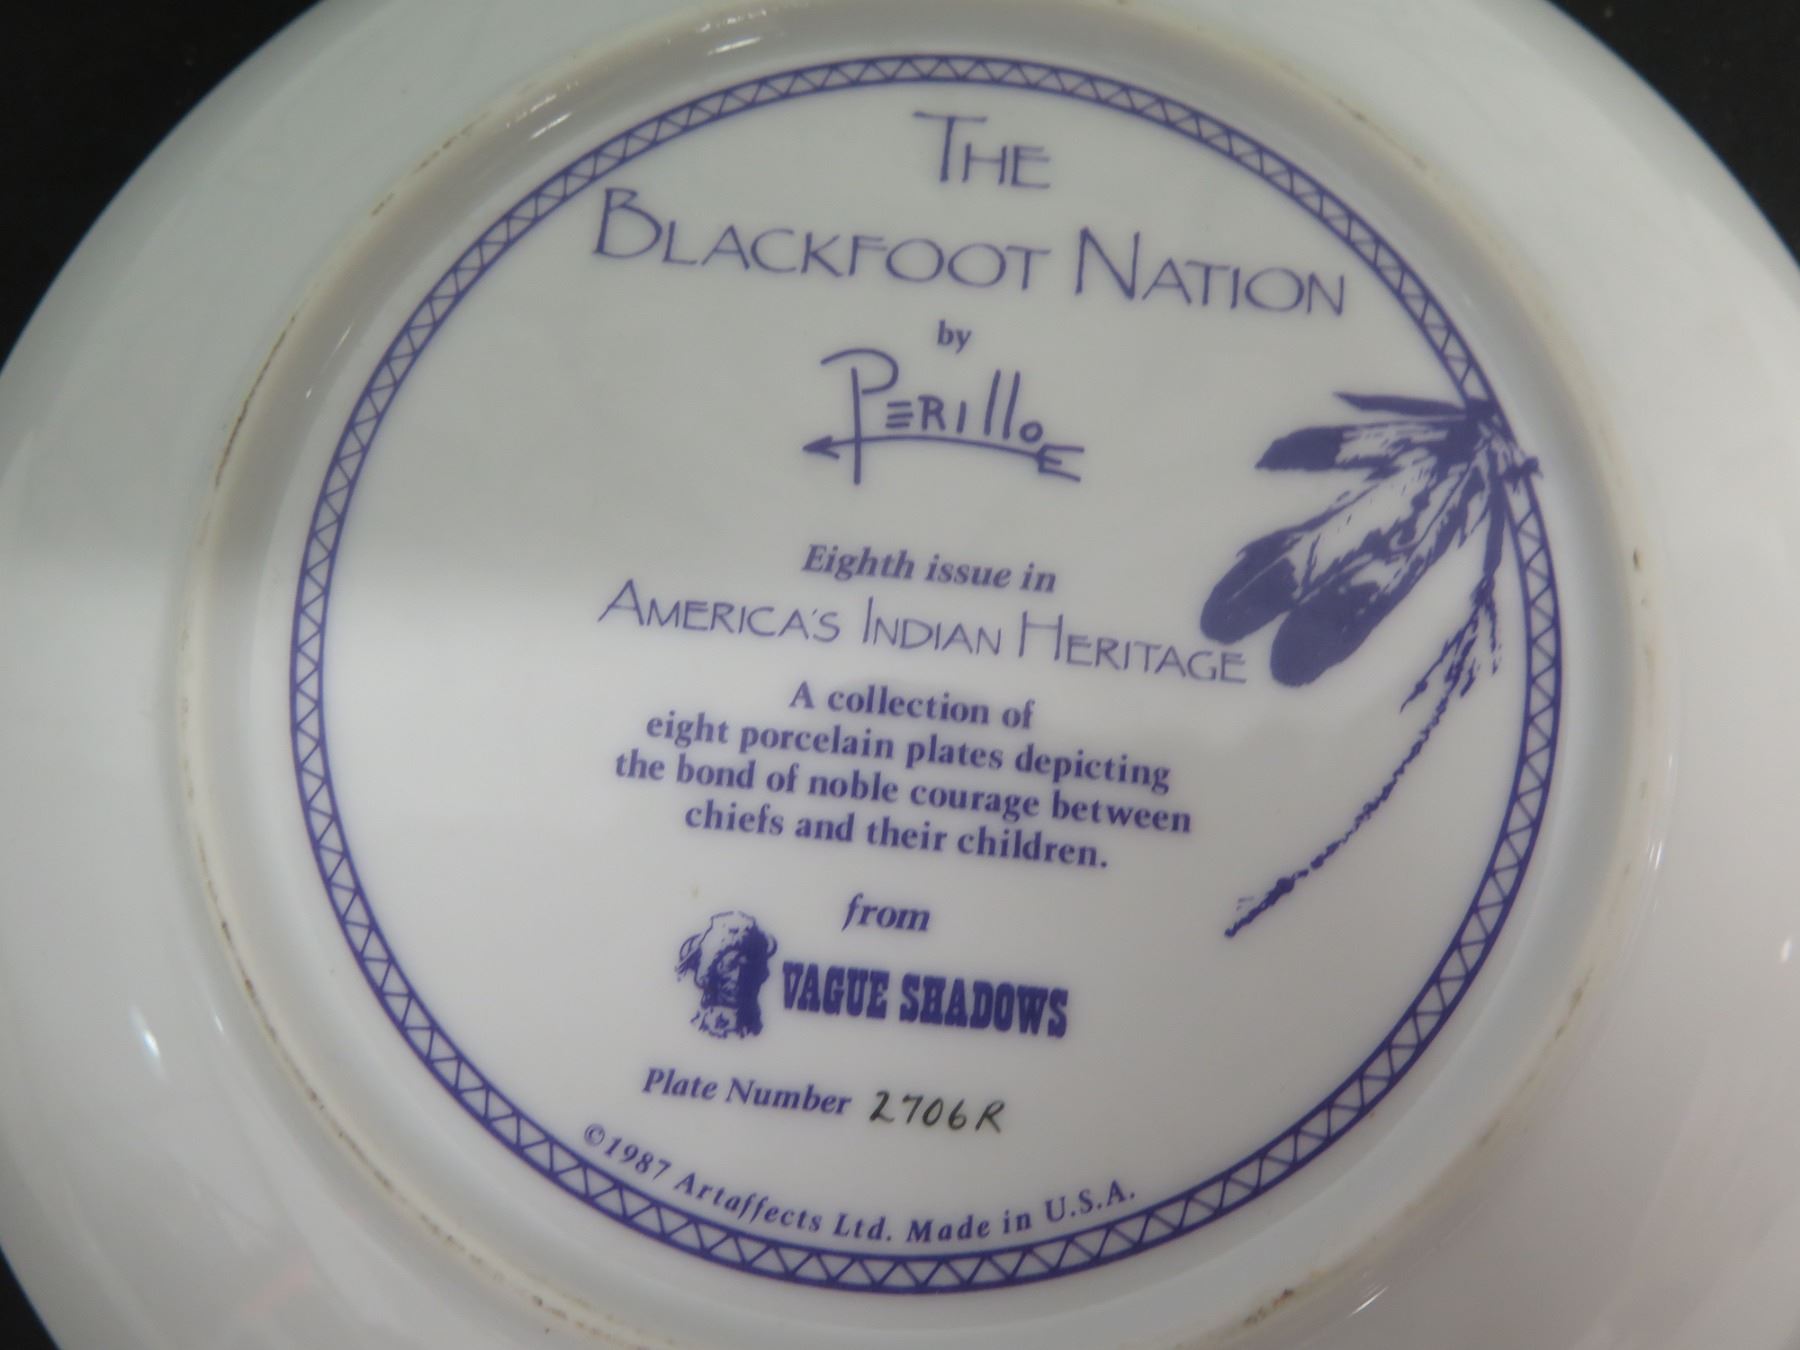 THE
BLACKFOOT NATION
by
PERillo
Eighth issue in
AMERICA'S INDIAN HERITAGE
A collection of
eight porcelain plates depicting
the bond of noble courage between
chiefs and their children.
from
VAGUE SHADOWS
Plate Number 2706R
©1987 Artaffects Ltd. Made in U.S.A.